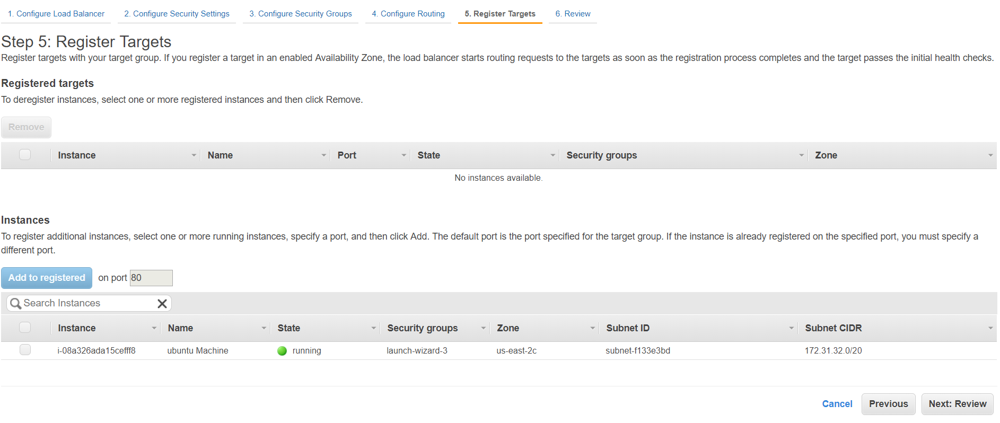 1. Configure Load Balancer 2. Configure Security Settings 3. Configure Security Groups 4. Configure Routing 5. Register Targets 6. Review
Step 5: Register Targets
Register targets with your target group. If you register a target in an enabled Availability Zone, the load balancer starts routing requests to the targets as soon as the registration process completes and the target passes the initial health checks.
Registered targets
To deregister instances, select one or more registered instances and then click Remove.
Remove
Instance Name Port State Security groups Zone
No instances available.
Instances
To register additional instances, select one or more running instances, specify a port, and then click Add. The default port is the port specified for the target group. If the instance is already registered on the specified port, you must specify a
different port.
Add to registered on port 80
Search Instances
Instance Name State Security groups Zone Subnet ID Subnet CIDR
i-08a326ada15cefff8 ubuntu Machine running launch-wizard-3 us-east-2c subnet-f133e3bd 172.31.32.0/20
Cancel Previous Next: Review